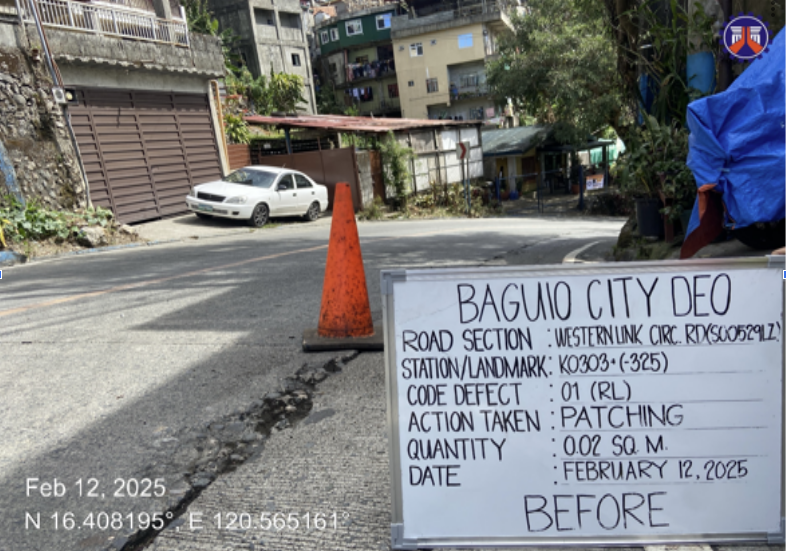 BAGUIO CITY DEO
ROAD SECTION : WESTERN LINK CIRC. RD(S00529LZ)
STATION/LANDMARK : K0303+(-325)
CODE DEFECT : 01 (RL)
ACTION TAKEN : PATCHING
QUANTITY : 0.02 SQ. M.
DATE : FEBRUARY 12, 2025
BEFORE
Feb 12, 2025
N 16.408195°, E 120.565161°